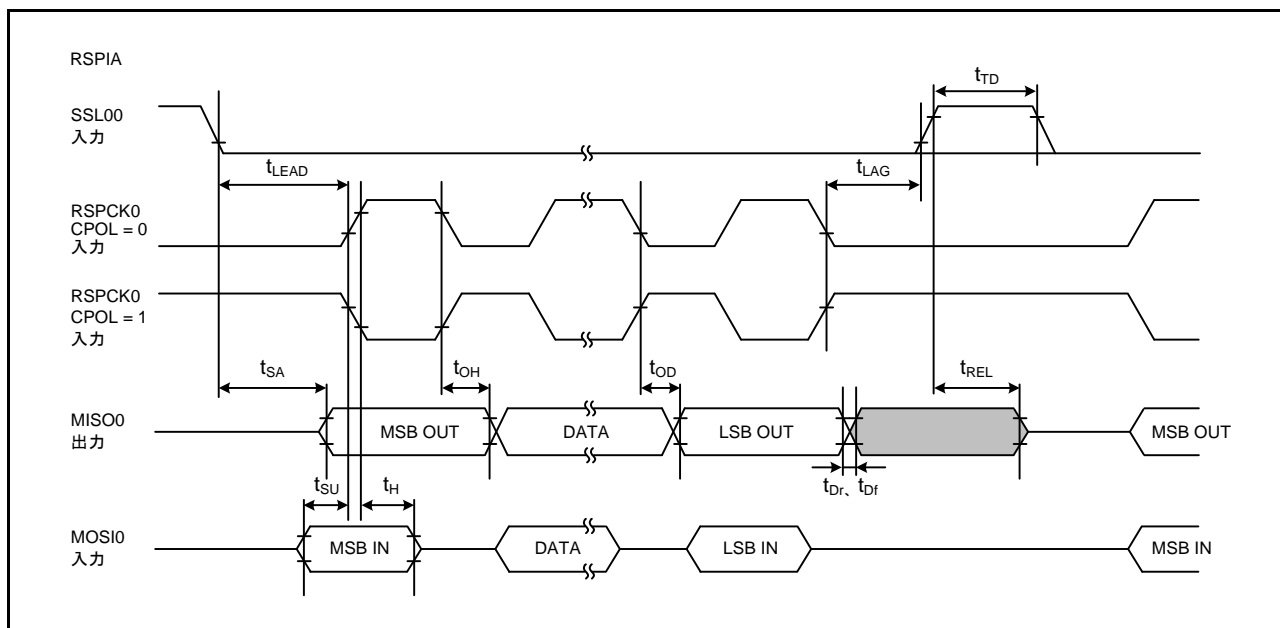 RSPIA
tTD
SSL00
入力
tLEAD
tLAG
RSPCK0
CPOL = 0
入力
RSPCK0
CPOL = 1
入力
tSA
tOH
tOD
tREL
MISO0
出力
MSB OUT
DATA
LSB OUT
MSB OUT
tSU
tH
tDr、tDf
MOSI0
入力
MSB IN
DATA
LSB IN
MSB IN